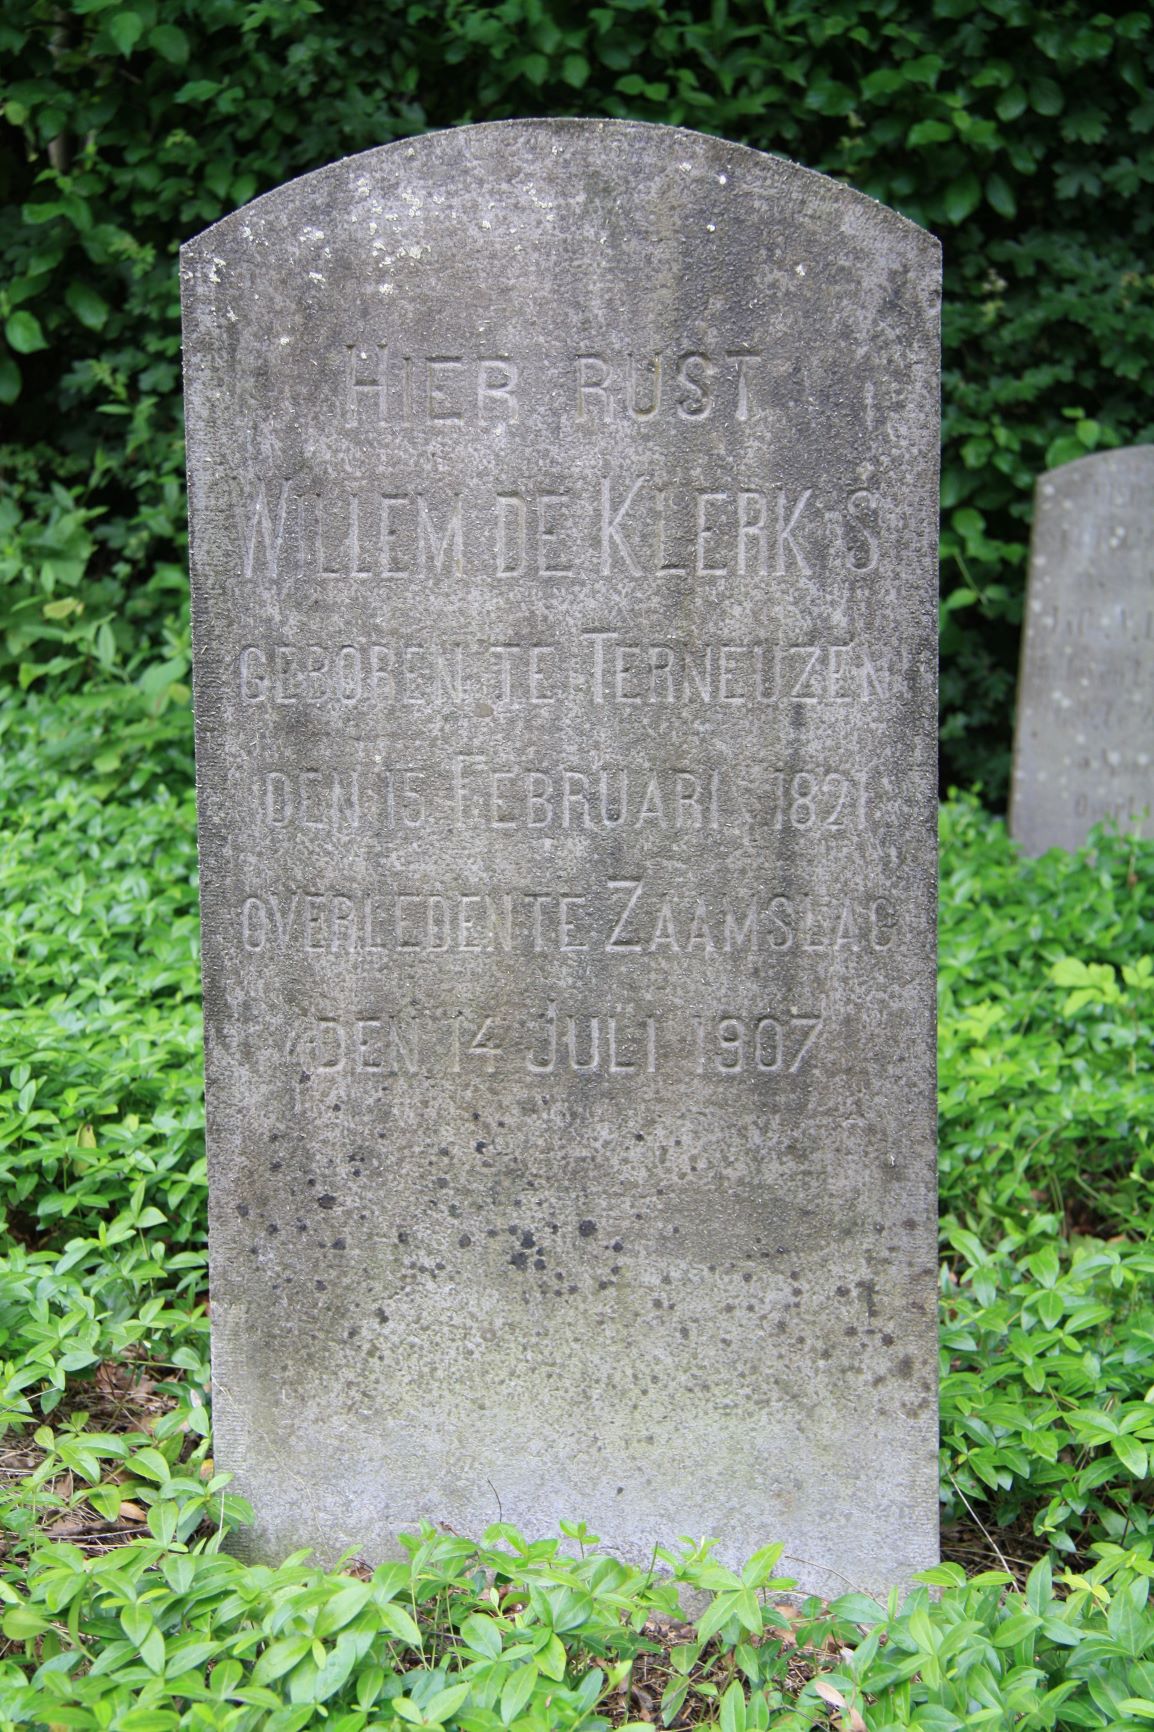 HIER RUST
WILLEM DE KLERK S
GEBOREN TE TERNEUZEN
DEN 15 FEBRUARI 1821
OVERLEDEN TE ZAAMSLAG
DEN 14 JULI 1907